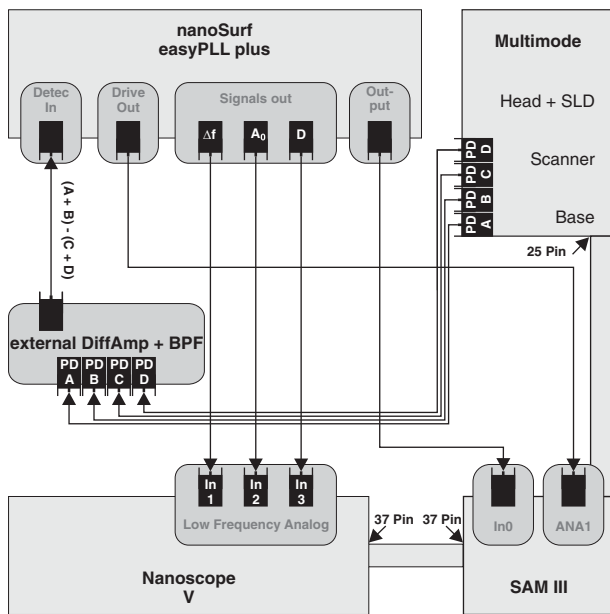 nanoSurf
easyPLL plus
Detec
In
Drive
Out
Signals out
Out-
put
Δf
A₀
D
Multimode
Head + SLD
Scanner
Base
PD D
PD C
PD B
PD A
25 Pin
(A + B) - (C + D)
external DiffAmp + BPF
PD
A
PD
B
PD
C
PD
D
In
1
In
2
In
3
Low Frequency Analog
37 Pin
37 Pin
In0
ANA1
Nanoscope
V
SAM III